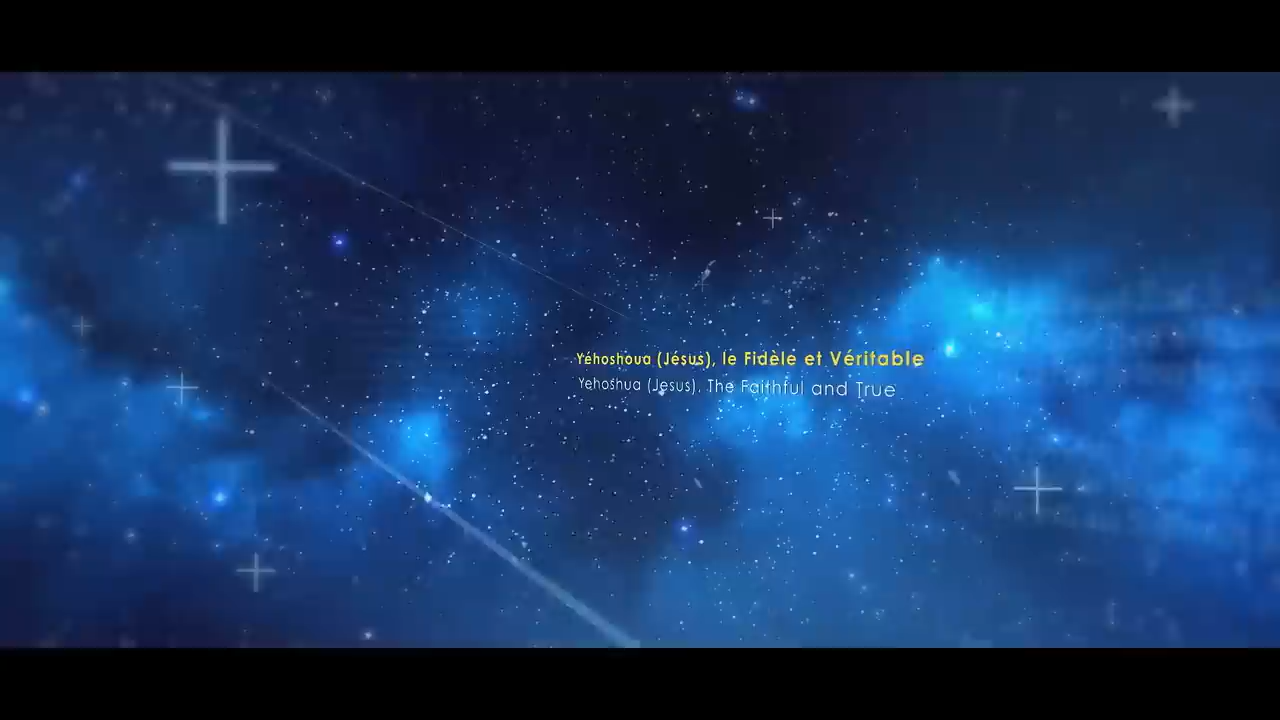 Yéhoshoua (Jésus), le Fidèle et Véritable
Yehoshua (Jesus). The Faithful and True